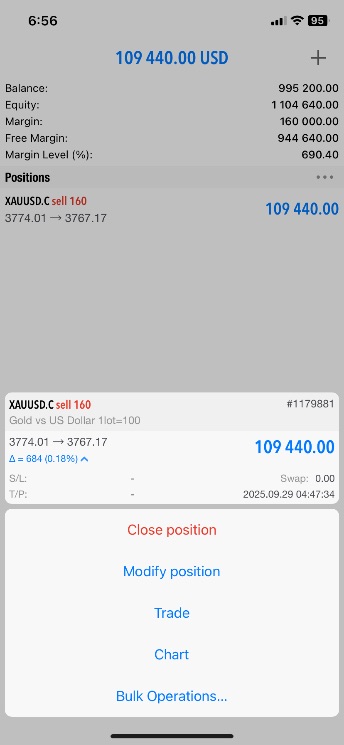 6:56
95
109 440.00 USD
Balance: 995 200.00
Equity: 1 104 640.00
Margin: 160 000.00
Free Margin: 944 640.00
Margin Level (%): 690.40
Positions
XAUUSD.C sell 160
3774.01 → 3767.17 109 440.00
XAUUSD.C sell 160 #1179881
Gold vs US Dollar 1lot=100
3774.01 → 3767.17 109 440.00
Δ = 684 (0.18%)
S/L: - Swap: 0.00
T/P: - 2025.09.29 04:47:34
Close position
Modify position
Trade
Chart
Bulk Operations...